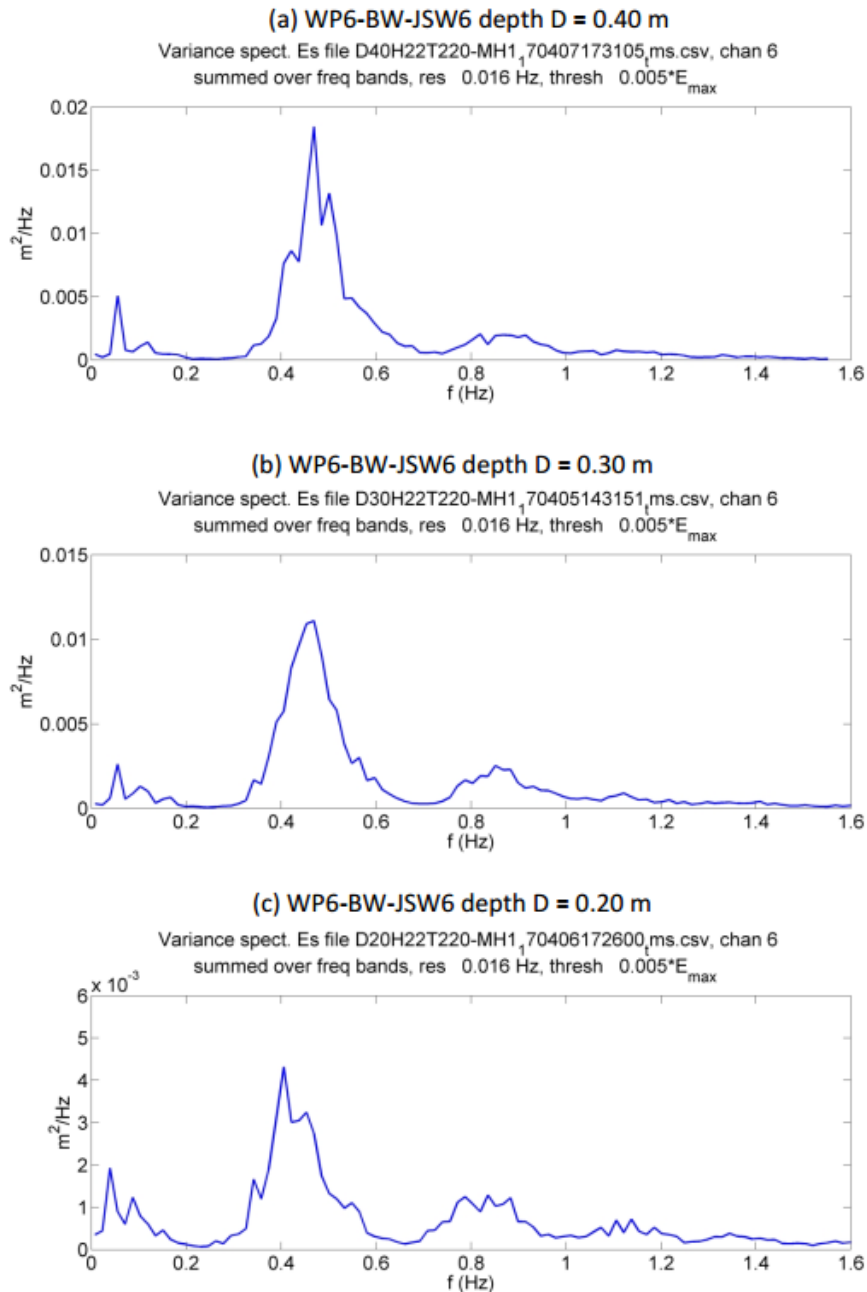 (a) WP6-BW-JSW6 depth D = 0.40 m
Variance spect. Es file D40H22T220-MH1₁70407173105ₜms.csv, chan 6
summed over freq bands, res 0.016 Hz, thresh 0.005*E_max
0.02
0.015
0.01
0.005
0
m²/Hz
0 0.2 0.4 0.6 0.8 1 1.2 1.4 1.6
f (Hz)
(b) WP6-BW-JSW6 depth D = 0.30 m
Variance spect. Es file D30H22T220-MH1₁70405143151ₜms.csv, chan 6
summed over freq bands, res 0.016 Hz, thresh 0.005*E_max
0.015
0.01
0.005
0
m²/Hz
0 0.2 0.4 0.6 0.8 1 1.2 1.4 1.6
f (Hz)
(c) WP6-BW-JSW6 depth D = 0.20 m
Variance spect. Es file D20H22T220-MH1₁70406172600ₜms.csv, chan 6
summed over freq bands, res 0.016 Hz, thresh 0.005*E_max
x 10⁻³
6
5
4
3
2
1
0
m²/Hz
0 0.2 0.4 0.6 0.8 1 1.2 1.4 1.6
f (Hz)